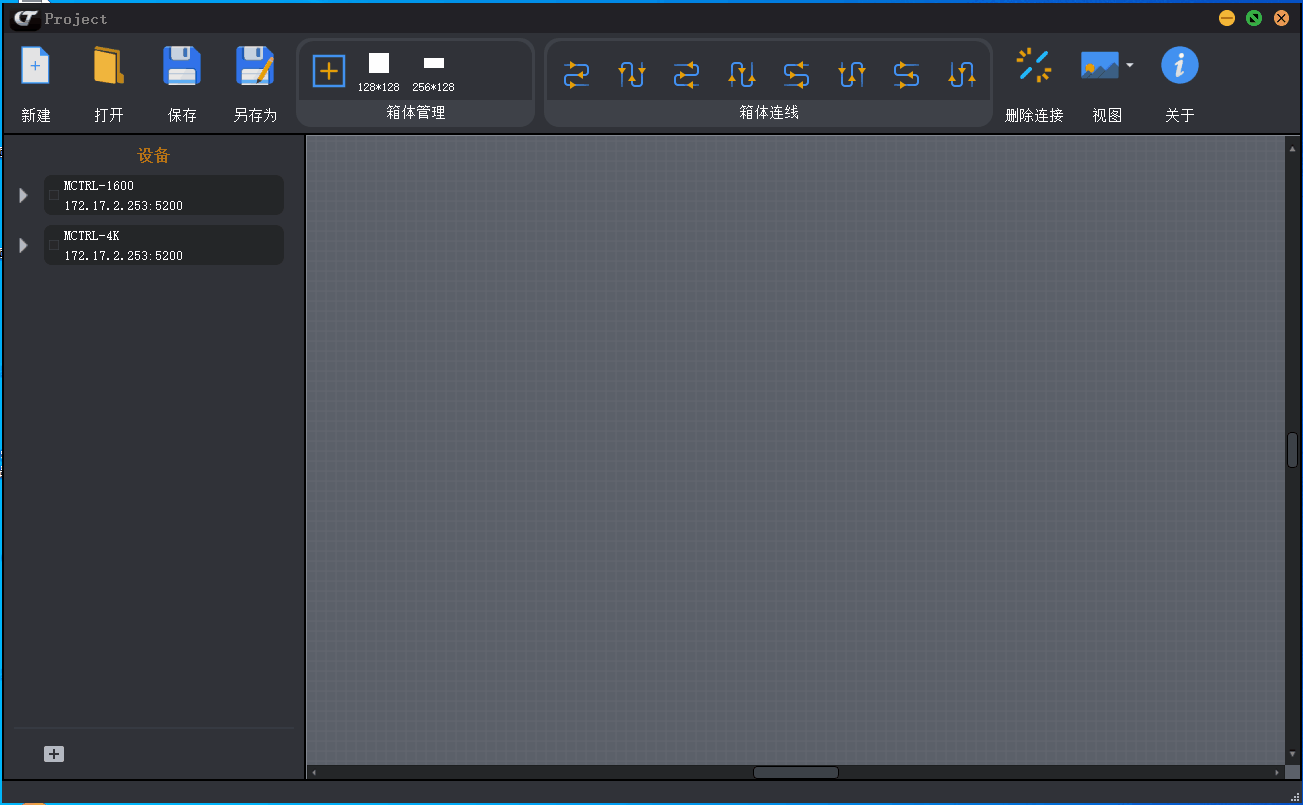 Project
新建
打开
保存
另存为
128*128
256*128
箱体管理
箱体连线
删除连接
视图
关于
设备
MCTRL-1600
172.17.2.253:5200
MCTRL-4K
172.17.2.253:5200